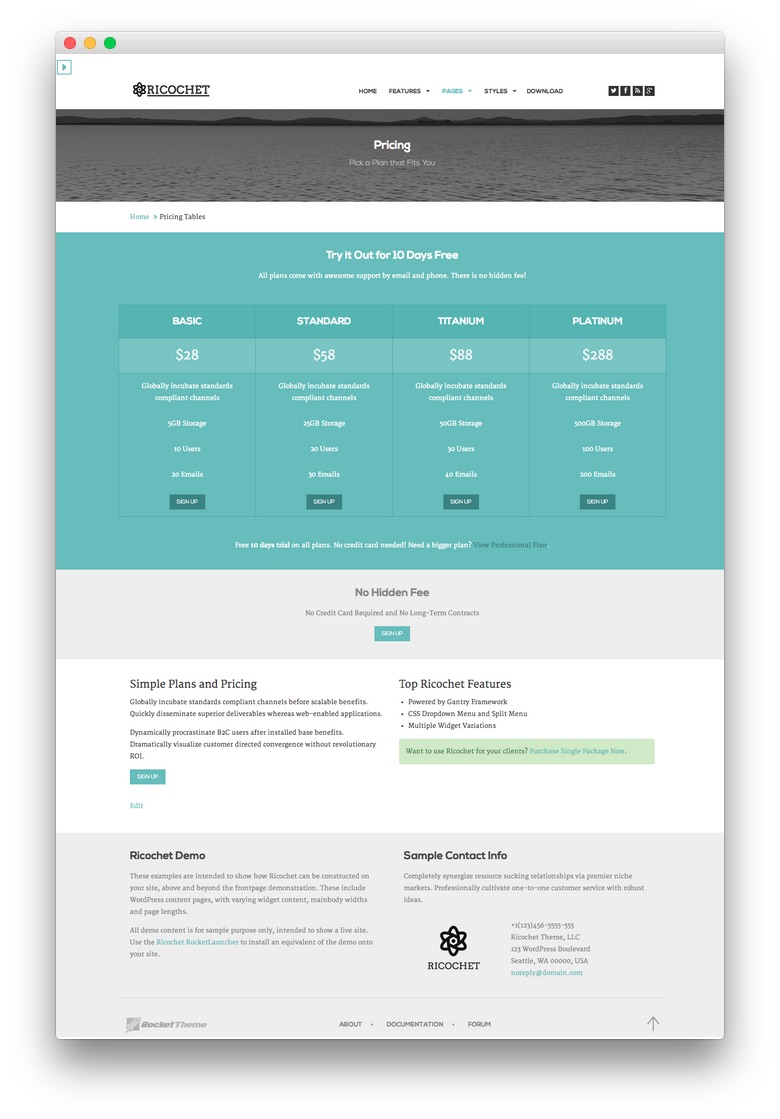 RICOCHET
HOME FEATURES PAGES STYLES DOWNLOAD
Pricing
Pick a Plan that Fits You
Home » Pricing Tables
Try It Out for 10 Days Free
All plans come with awesome support by email and phone. There is no hidden fee!
BASIC STANDARD TITANIUM PLATINUM
$28 $58 $88 $288
Globally incubate standards Globally incubate standards Globally incubate standards Globally incubate standards
compliant channels compliant channels compliant channels compliant channels
5GB Storage 25GB Storage 50GB Storage 500GB Storage
10 Users 20 Users 30 Users 100 Users
20 Emails 30 Emails 40 Emails 200 Emails
SIGN UP SIGN UP SIGN UP SIGN UP
Free 10 days trial on all plans. No credit card needed! Need a bigger plan? View Professional Plan.
No Hidden Fee
No Credit Card Required and No Long-Term Contracts
SIGN UP
Simple Plans and Pricing
Globally incubate standards compliant channels before scalable benefits.
Quickly disseminate superior deliverables whereas web-enabled applications.
Dynamically procrastinate B2C users after installed base benefits.
Dramatically visualize customer directed convergence without revolutionary
ROI.
SIGN UP
Edit
Top Ricochet Features
• Powered by Gantry Framework
• CSS Dropdown Menu and Split Menu
• Multiple Widget Variations
Want to use Ricochet for your clients? Purchase Single Package Now.
Ricochet Demo
These examples are intended to show how Ricochet can be constructed on
your site, above and beyond the frontpage demonstration. These include
WordPress content pages, with varying widget content, mainbody widths
and page lengths.
All demo content is for sample purpose only, intended to show a live site.
Use the Ricochet RocketLauncher to install an equivalent of the demo onto
your site.
Sample Contact Info
Completely synergize resource sucking relationships via premier niche
markets. Professionally cultivate one-to-one customer service with robust
ideas.
RICOCHET
+1(123)456-5555-555
Ricochet Theme, LLC
123 WordPress Boulevard
Seattle, WA 00000, USA
noreply@domain.com
RocketTheme
ABOUT • DOCUMENTATION • FORUM